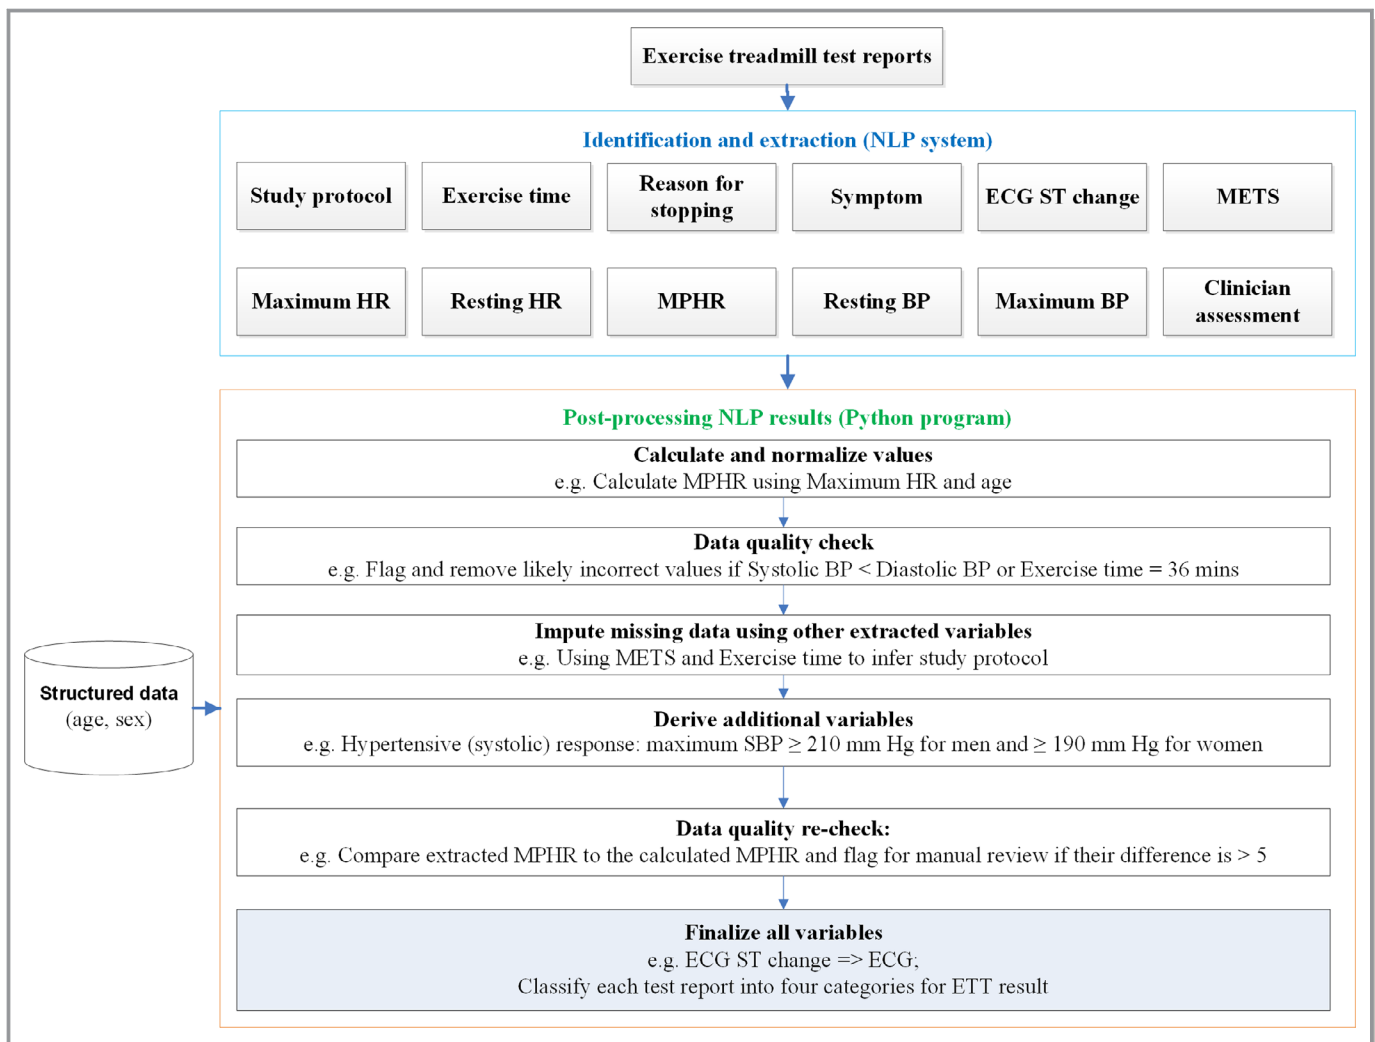 Exercise treadmill test reports
Identification and extraction (NLP system)
Study protocol
Exercise time
Reason for
stopping
Symptom
ECG ST change
METS
Maximum HR
Resting HR
MPHR
Resting BP
Maximum BP
Clinician
assessment
Post-processing NLP results (Python program)
Calculate and normalize values
e.g. Calculate MPHR using Maximum HR and age
Data quality check
e.g. Flag and remove likely incorrect values if Systolic BP < Diastolic BP or Exercise time = 36 mins
Impute missing data using other extracted variables
e.g. Using METS and Exercise time to infer study protocol
Structured data
(age, sex)
Derive additional variables
e.g. Hypertensive (systolic) response: maximum SBP ≥ 210 mm Hg for men and ≥ 190 mm Hg for women
Data quality re-check:
e.g. Compare extracted MPHR to the calculated MPHR and flag for manual review if their difference is > 5
Finalize all variables
e.g. ECG ST change => ECG;
Classify each test report into four categories for ETT result